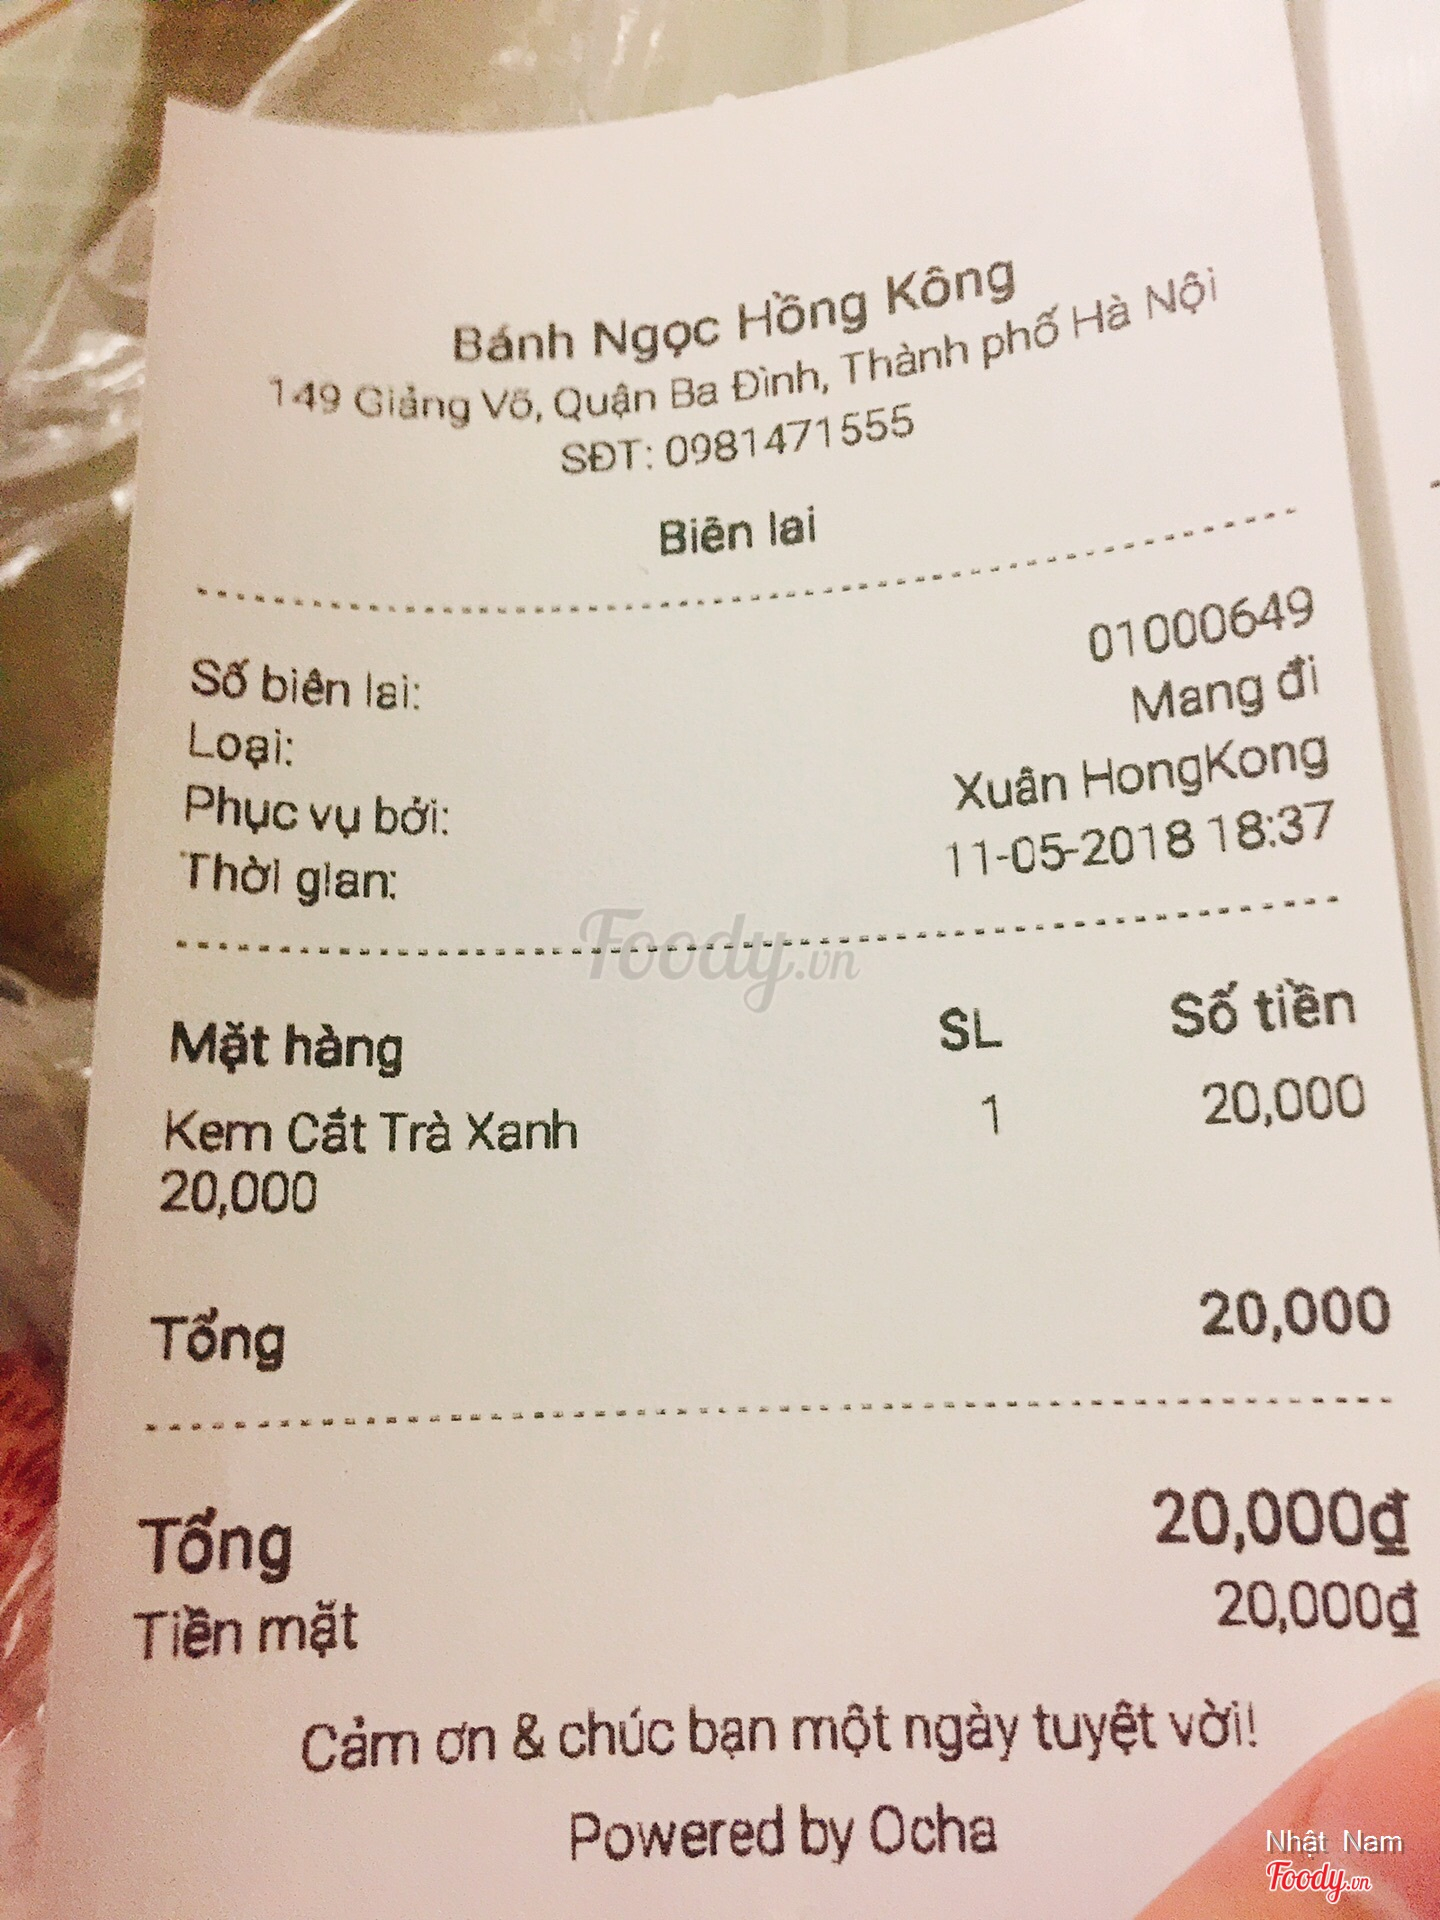 Bánh Ngọc Hồng Kông
149 Giảng Võ, Quận Ba Đình, Thành phố Hà Nội
SĐT: 0981471555
Biên lai
Số biên lai: 01000649
Loại: Mang đi
Phục vụ bởi: Xuân HongKong
Thời gian: 11-05-2018 18:37
Foody.vn
Mặt hàng SL Số tiền
Kem Cắt Trà Xanh 1 20,000
20,000
Tổng 20,000
Tổng 20,000₫
Tiền mặt 20,000₫
Cảm ơn & chúc bạn một ngày tuyệt vời!
Powered by Ocha
Nhật Nam
Foody.vn